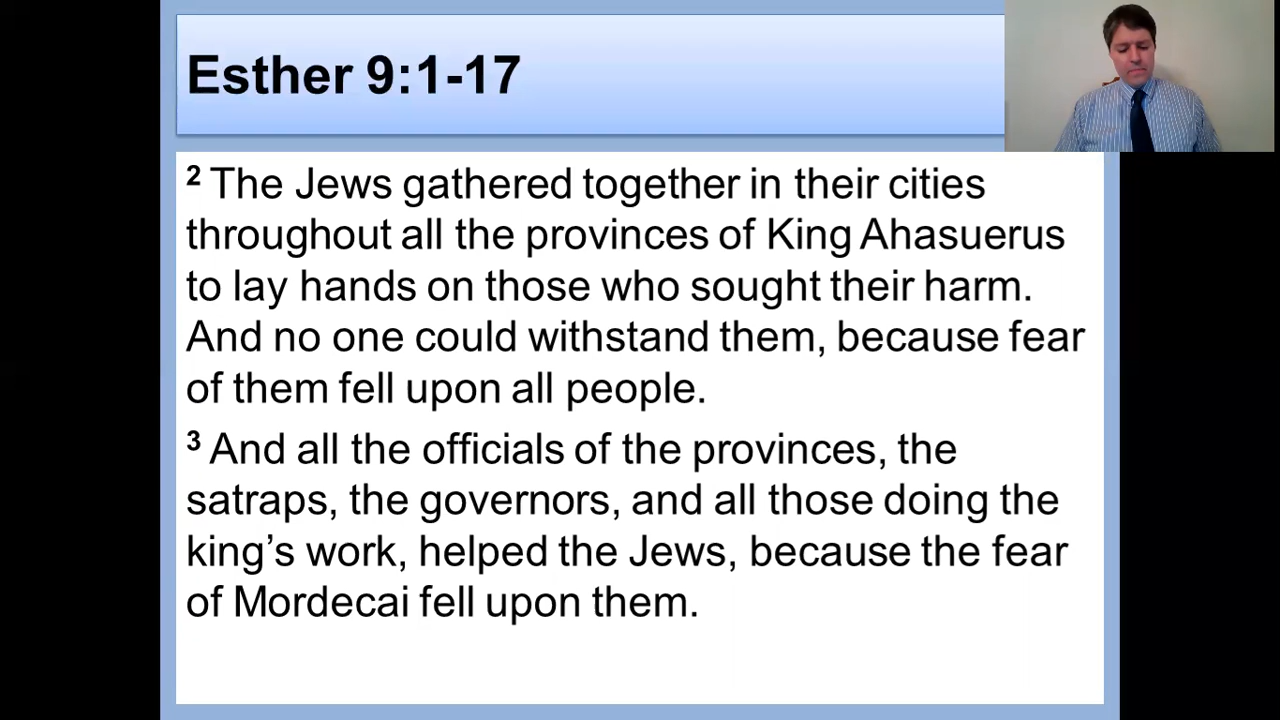 Esther 9:1-17
2 The Jews gathered together in their cities
throughout all the provinces of King Ahasuerus
to lay hands on those who sought their harm.
And no one could withstand them, because fear
of them fell upon all people.
3 And all the officials of the provinces, the
satraps, the governors, and all those doing the
king’s work, helped the Jews, because the fear
of Mordecai fell upon them.